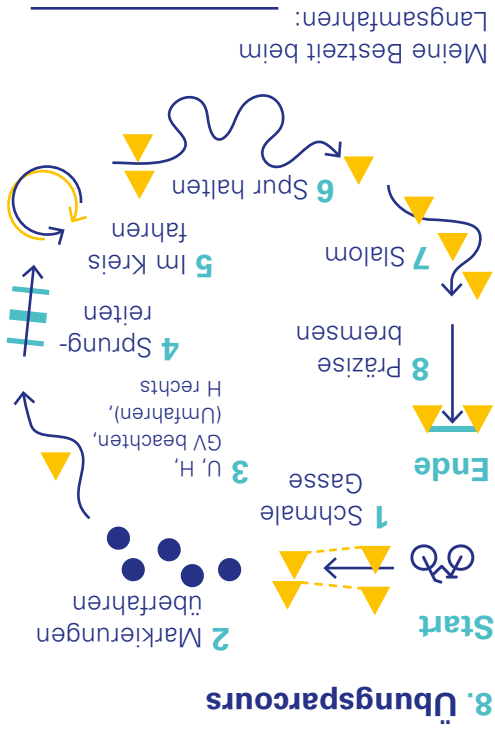 8. Übungsparcours
Start
1 Schmale
Gasse
2 Markierungen
überfahren
3 U, H,
GV beachten,
(Umfahren),
H rechts
4 Sprung-
reiten
5 Im Kreis
fahren
6 Spur halten
7 Slalom
8 Präzise
bremsen
Ende
Meine Bestzeit beim
Langsamfahren: